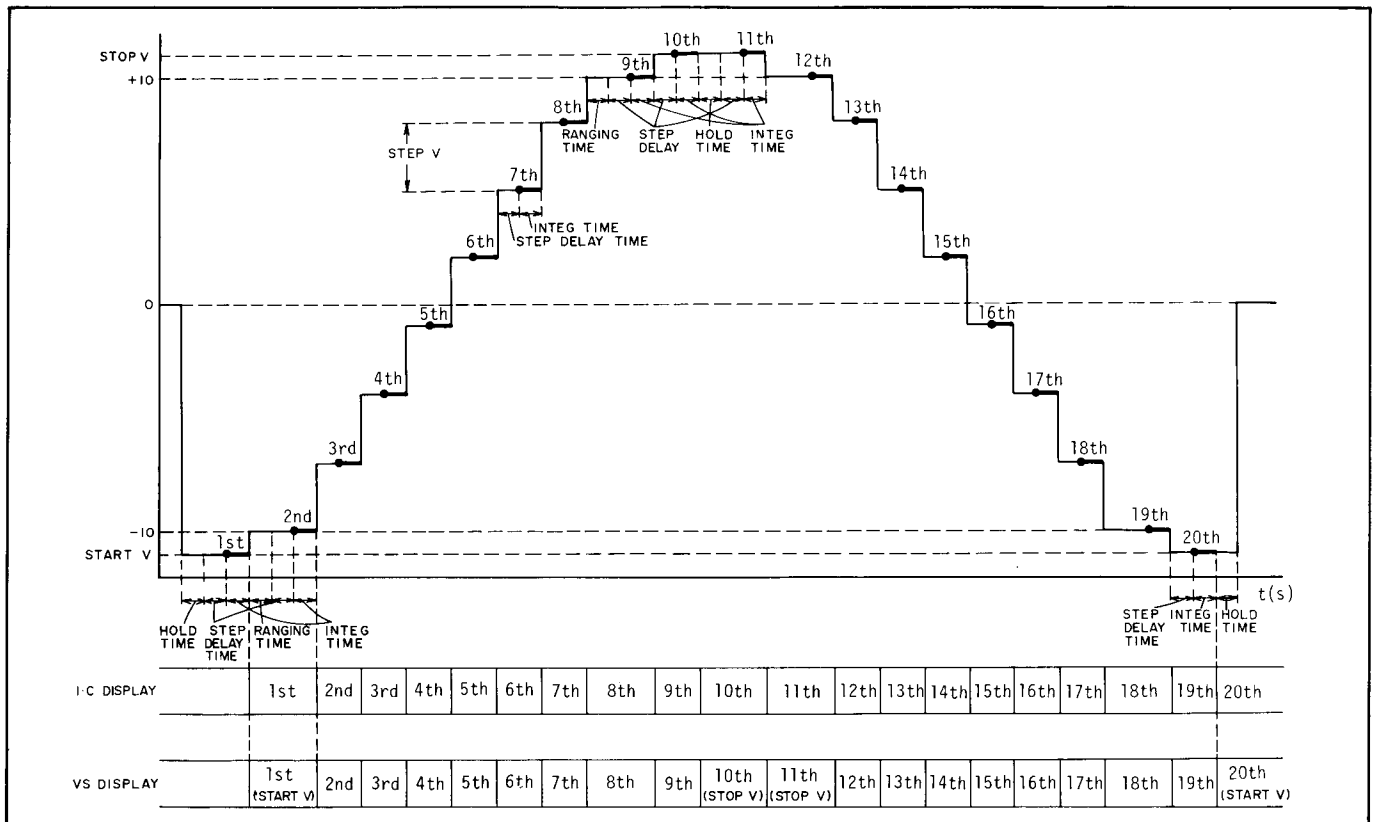 STOP V
+10
0
-10
START V
STEP V
1st
2nd
3rd
4th
5th
6th
7th
8th
9th
10th
11th
12th
13th
14th
15th
16th
17th
18th
19th
20th
INTEG TIME
STEP DELAY TIME
RANGING TIME
STEP DELAY
HOLD TIME
INTEG TIME
t(s)
HOLD TIME
STEP DELAY TIME
RANGING TIME
INTEG TIME
STEP DELAY TIME
INTEG TIME
HOLD TIME
I-C DISPLAY
1st 2nd 3rd 4th 5th 6th 7th 8th 9th 10th 11th 12th 13th 14th 15th 16th 17th 18th 19th 20th
VS DISPLAY
1st (START V) 2nd 3rd 4th 5th 6th 7th 8th 9th 10th (STOP V) 11th (STOP V) 12th 13th 14th 15th 16th 17th 18th 19th 20th (START V)